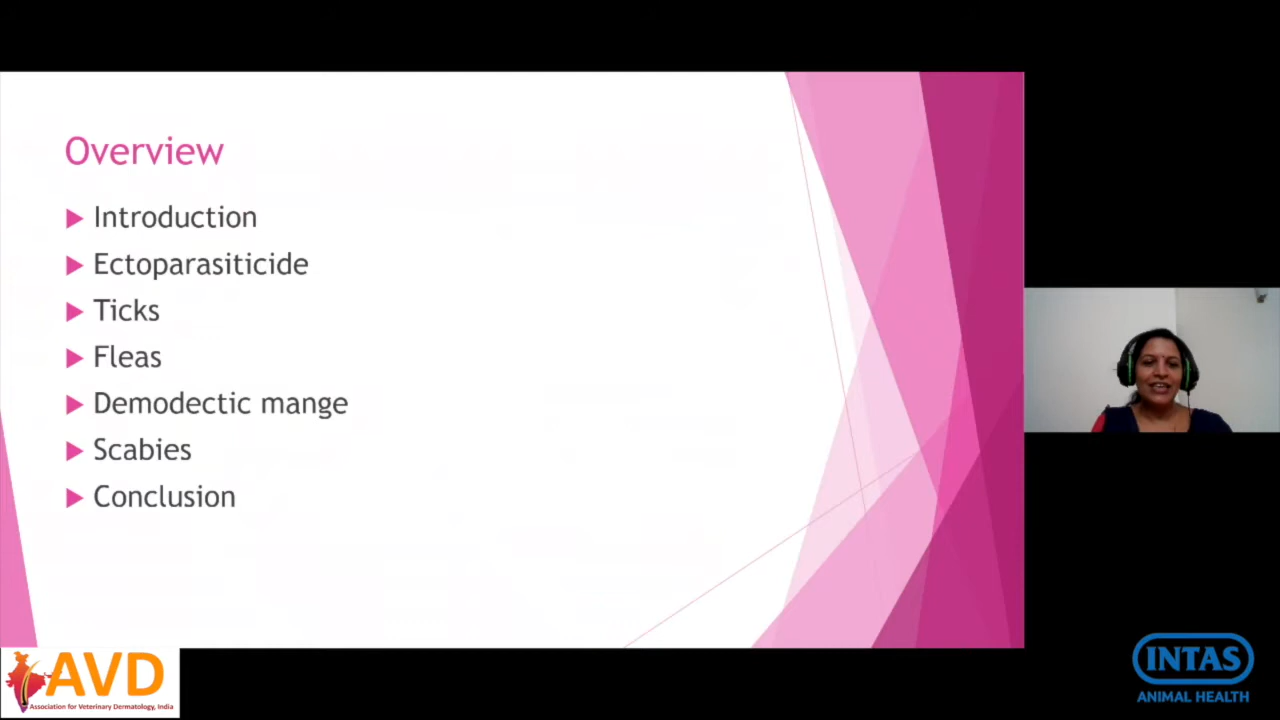 Overview
Introduction
Ectoparasiticide
Ticks
Fleas
Demodectic mange
Scabies
Conclusion
AVD
Association for Veterinary Dermatology, India
INTAS
ANIMAL HEALTH